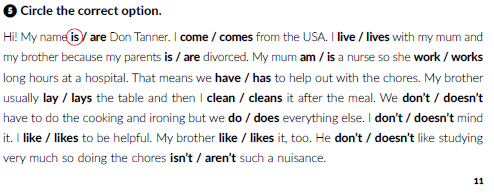 5 Circle the correct option.
Hi! My name is / are Don Tanner. I come / comes from the USA. I live / lives with my mum and
my brother because my parents is / are divorced. My mum am / is a nurse so she work / works
long hours at a hospital. That means we have / has to help out with the chores. My brother
usually lay / lays the table and then I clean / cleans it after the meal. We don't / doesn't
have to do the cooking and ironing but we do / does everything else. I don't / doesn't mind
it. I like / likes to be helpful. My brother like / likes it, too. He don't / doesn't like studying
very much so doing the chores isn't / aren't such a nuisance.
11